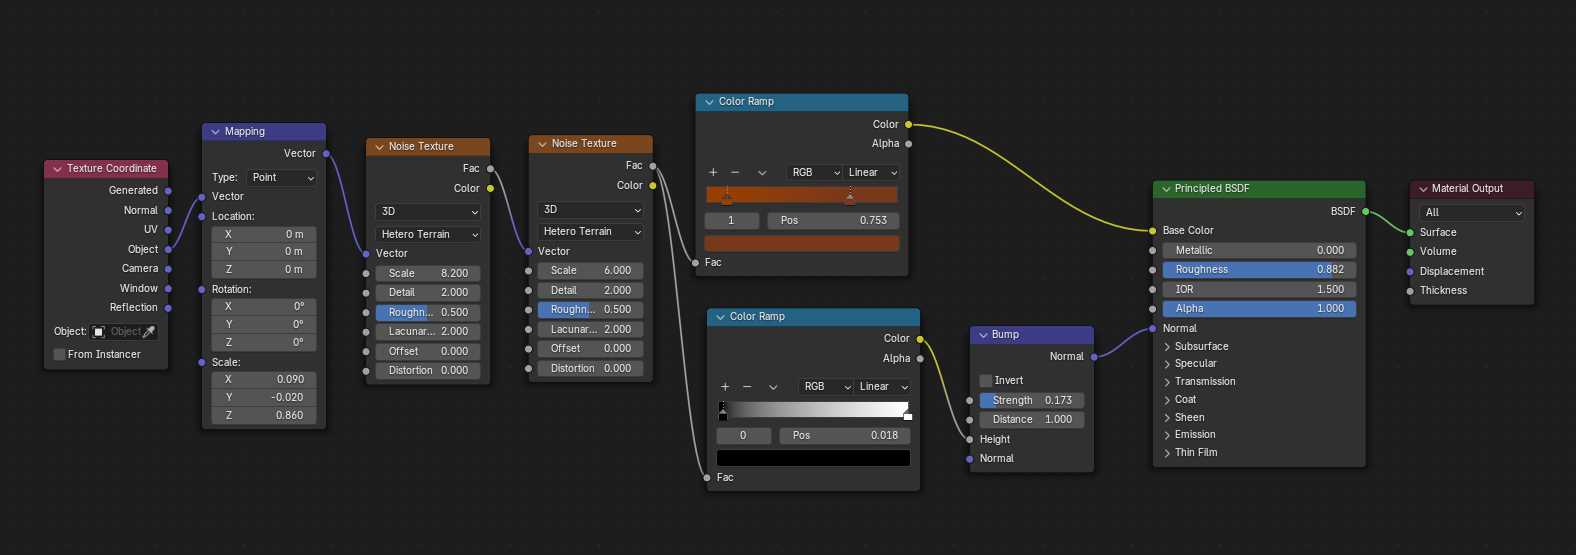 Texture Coordinate
Generated
Normal
UV
Object
Camera
Window
Reflection
Object: Object
From Instancer
Mapping
Vector
Type: Point
Vector
Location:
X 0 m
Y 0 m
Z 0 m
Rotation:
X 0°
Y 0°
Z 0°
Scale:
X 0.090
Y -0.020
Z 0.860
Noise Texture
Fac
Color
3D
Hetero Terrain
Vector
Scale 8.200
Detail 2.000
Roughn... 0.500
Lacunar... 2.000
Offset 0.000
Distortion 0.000
Noise Texture
Fac
Color
3D
Hetero Terrain
Vector
Scale 6.000
Detail 2.000
Roughn... 0.500
Lacunar... 2.000
Offset 0.000
Distortion 0.000
Color Ramp
Color
Alpha
+ − RGB Linear
1 Pos 0.753
Fac
Color Ramp
Color
Alpha
+ − RGB Linear
0 Pos 0.018
Fac
Bump
Normal
Invert
Strength 0.173
Distance 1.000
Height
Normal
Principled BSDF
BSDF
Base Color
Metallic 0.000
Roughness 0.882
IOR 1.500
Alpha 1.000
Normal
Subsurface
Specular
Transmission
Coat
Sheen
Emission
Thin Film
Material Output
All
Surface
Volume
Displacement
Thickness